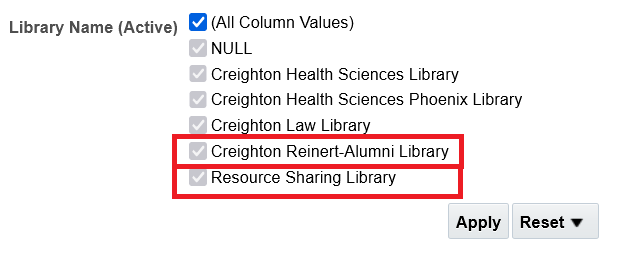 Library Name (Active)
(All Column Values)
NULL
Creighton Health Sciences Library
Creighton Health Sciences Phoenix Library
Creighton Law Library
Creighton Reinert-Alumni Library
Resource Sharing Library
Apply
Reset